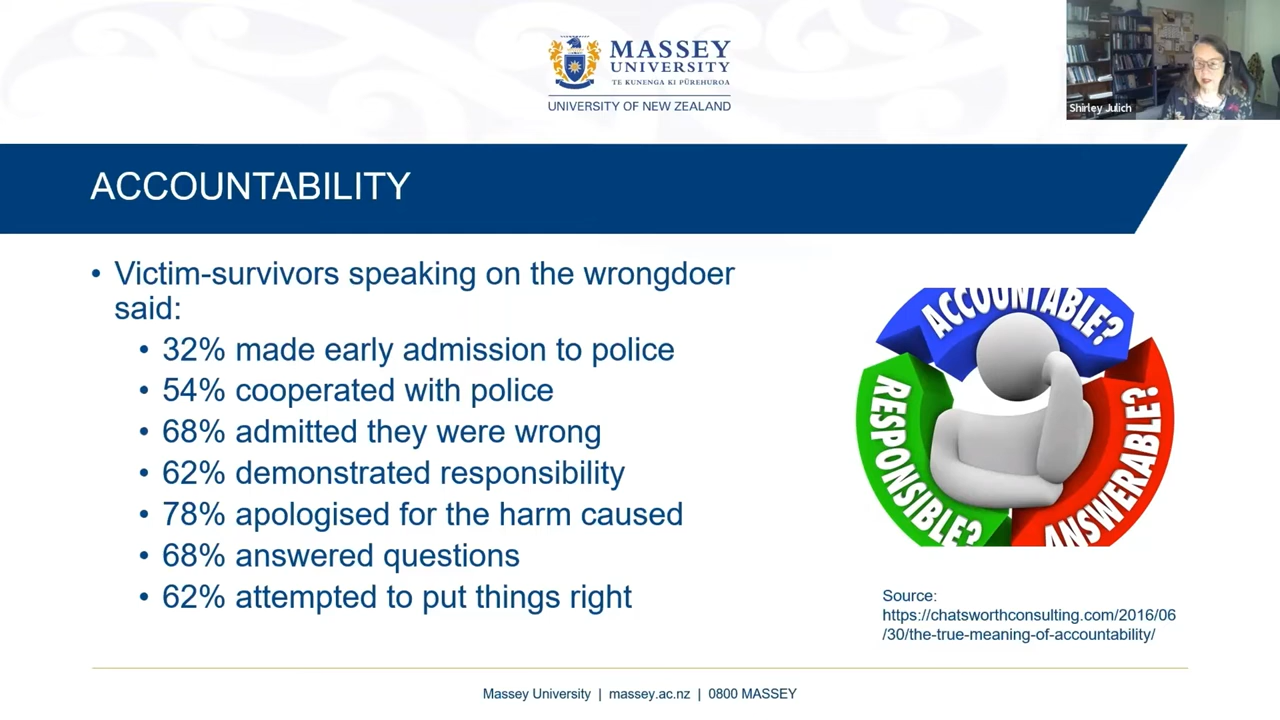 MASSEY
UNIVERSITY
TE KUNENGA KI PŪREHUROA
UNIVERSITY OF NEW ZEALAND
Shirley Julich
ACCOUNTABILITY
• Victim-survivors speaking on the wrongdoer
said:
• 32% made early admission to police
• 54% cooperated with police
• 68% admitted they were wrong
• 62% demonstrated responsibility
• 78% apologised for the harm caused
• 68% answered questions
• 62% attempted to put things right
ACCOUNTABLE?
RESPONSIBLE?
ANSWERABLE?
Source:
https://chatsworthconsulting.com/2016/06
/30/the-true-meaning-of-accountability/
Massey University | massey.ac.nz | 0800 MASSEY